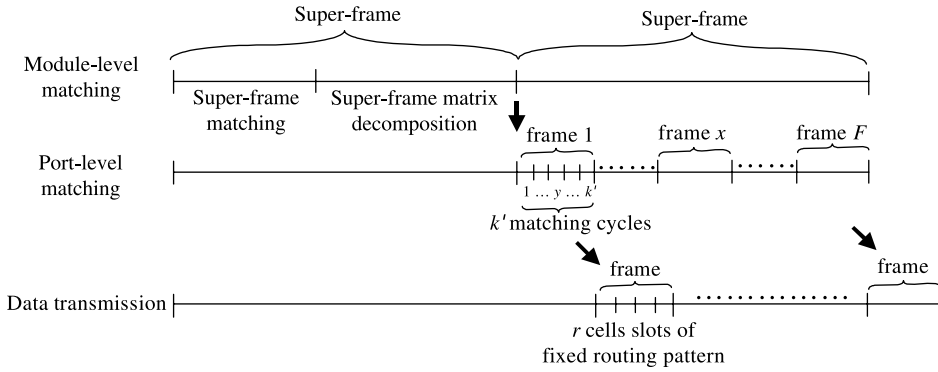 Super-frame
Super-frame
Module-level
matching
Super-frame
matching
Super-frame matrix
decomposition
frame 1
frame x
frame F
Port-level
matching
1 ... y ... k'
k' matching cycles
frame
frame
Data transmission
r cells slots of
fixed routing pattern